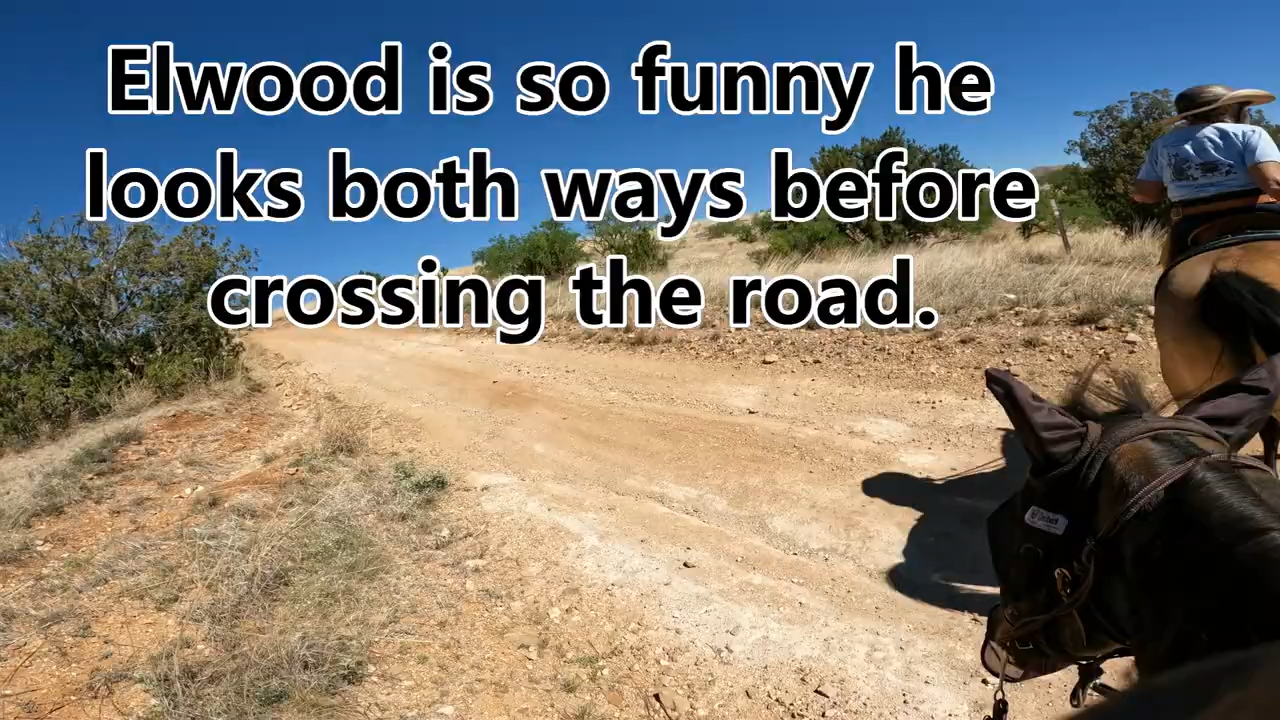 Elwood is so funny he
looks both ways before
crossing the road.